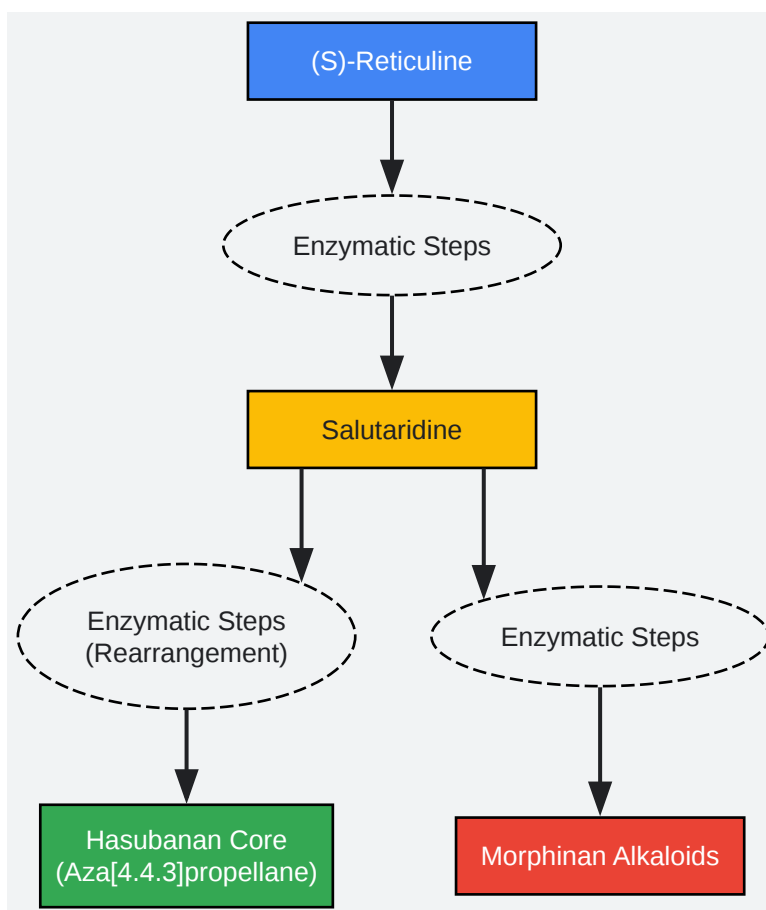 (S)-Reticuline
Enzymatic Steps
Salutaridine
Enzymatic Steps
(Rearrangement)
Enzymatic Steps
Hasubanan Core
(Aza[4.4.3]propellane)
Morphinan Alkaloids